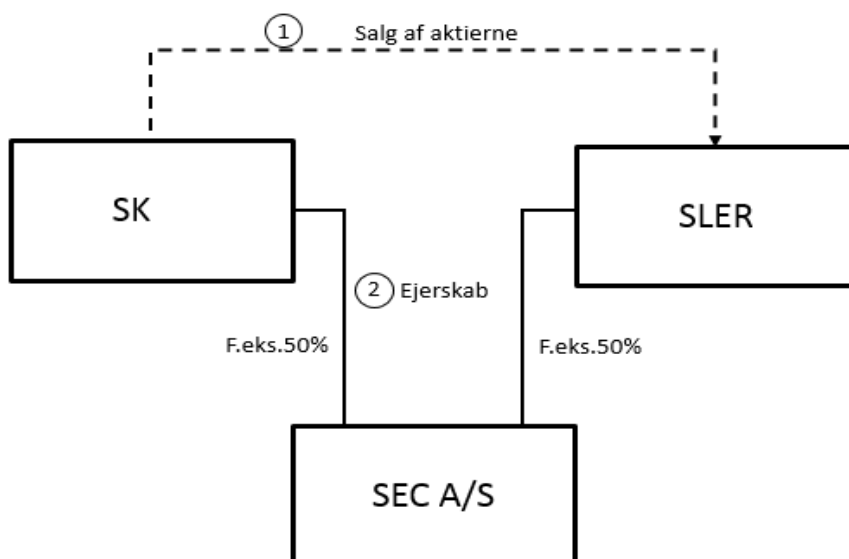 1 Salg af aktierne
SK
SLER
2 Ejerskab
F.eks.50%
F.eks.50%
SEC A/S